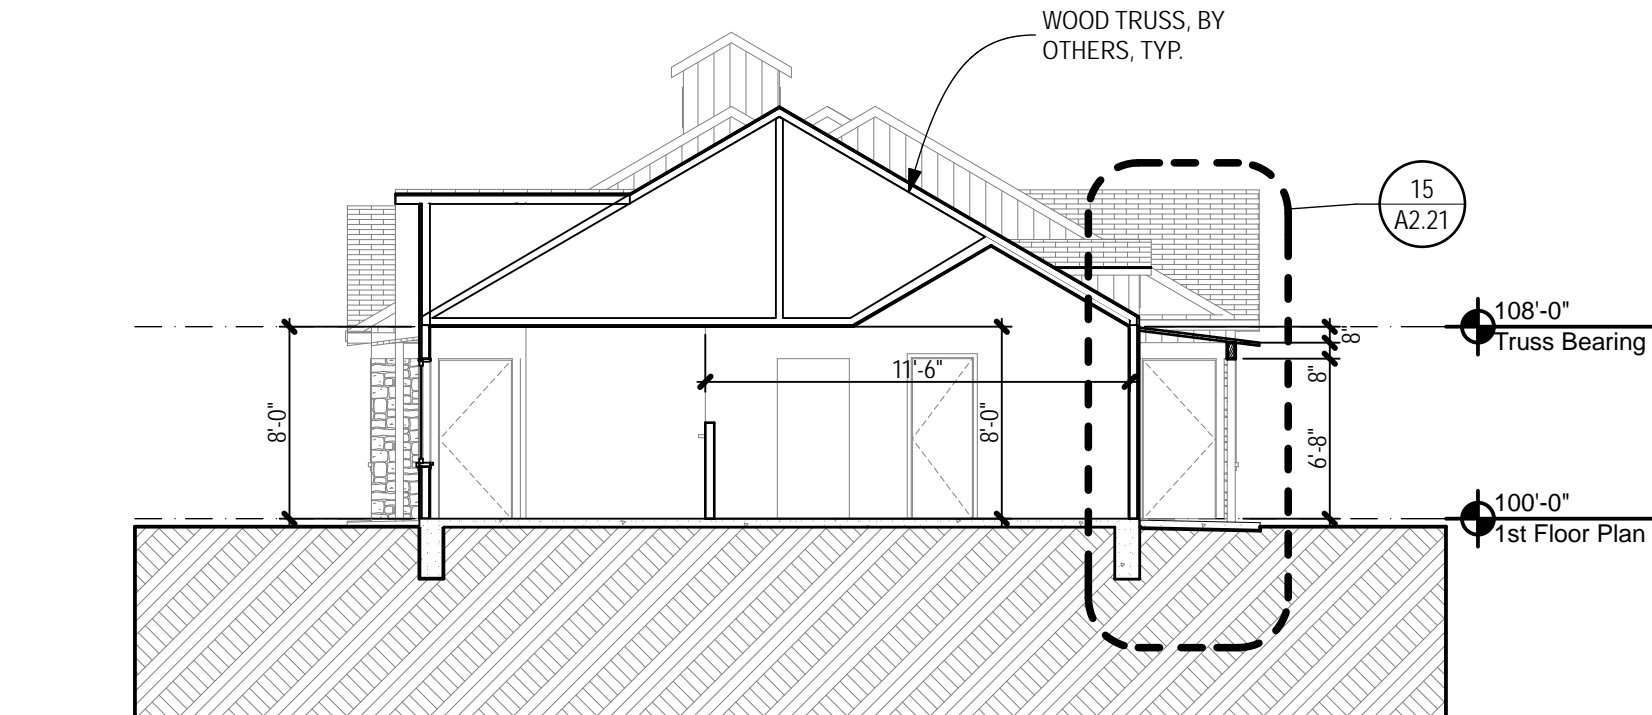 WOOD TRUSS, BY
OTHERS, TYP.
15
A2.21
108'-0"
Truss Bearing
8"
8"
11'-6"
8'-0"
8'-0"
6'-8"
100'-0"
1st Floor Plan